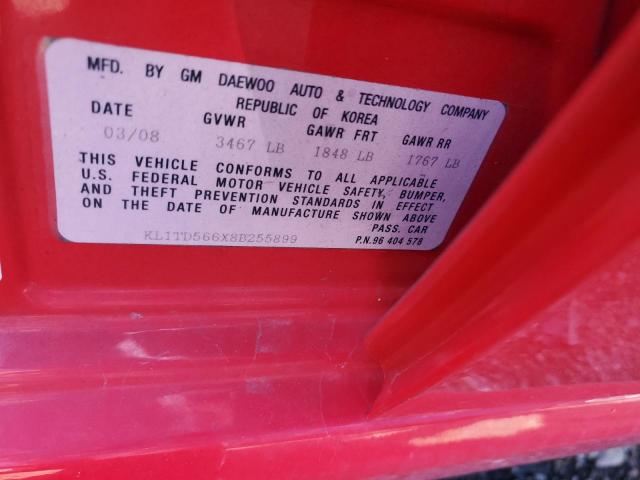 MFD. BY GM DAEWOO AUTO & TECHNOLOGY COMPANY
REPUBLIC OF KOREA
DATE GVWR GAWR FRT GAWR RR
03/08 3467 LB 1848 LB 1767 LB
THIS VEHICLE CONFORMS TO ALL APPLICABLE
U.S. FEDERAL MOTOR VEHICLE SAFETY, BUMPER,
AND THEFT PREVENTION STANDARDS IN EFFECT
ON THE DATE OF MANUFACTURE SHOWN ABOVE
PASS. CAR
KL1TD566X8B255899 P.N. 96 404 578